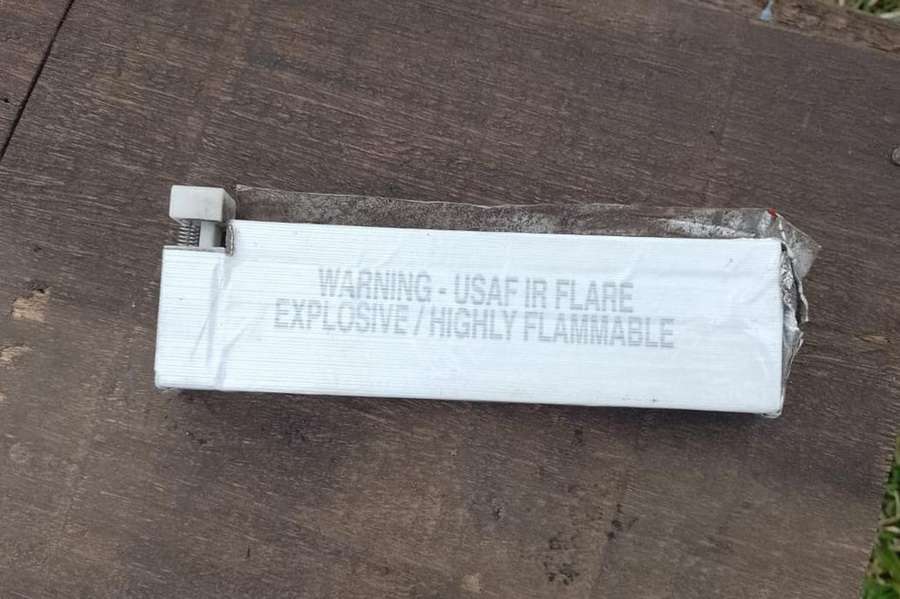 WARNING - USAF IR FLARE
EXPLOSIVE / HIGHLY FLAMMABLE